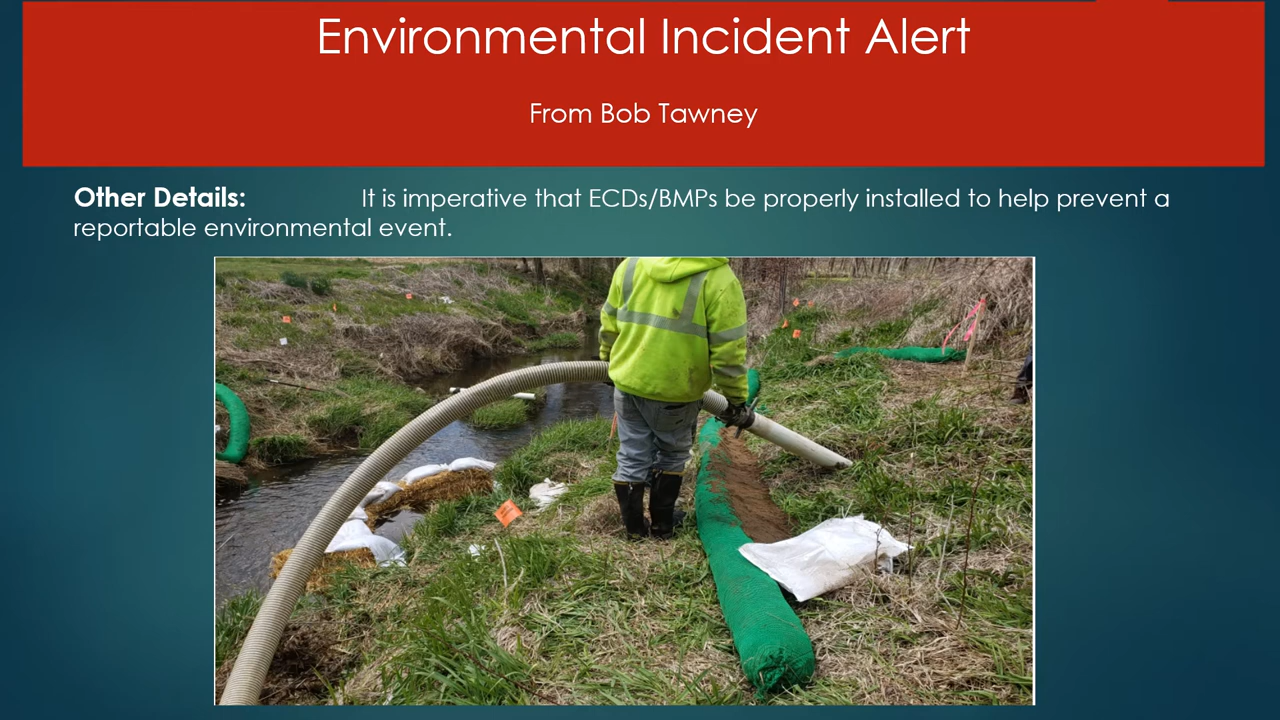 Environmental Incident Alert
From Bob Tawney
Other Details: It is imperative that ECDs/BMPs be properly installed to help prevent a
reportable environmental event.